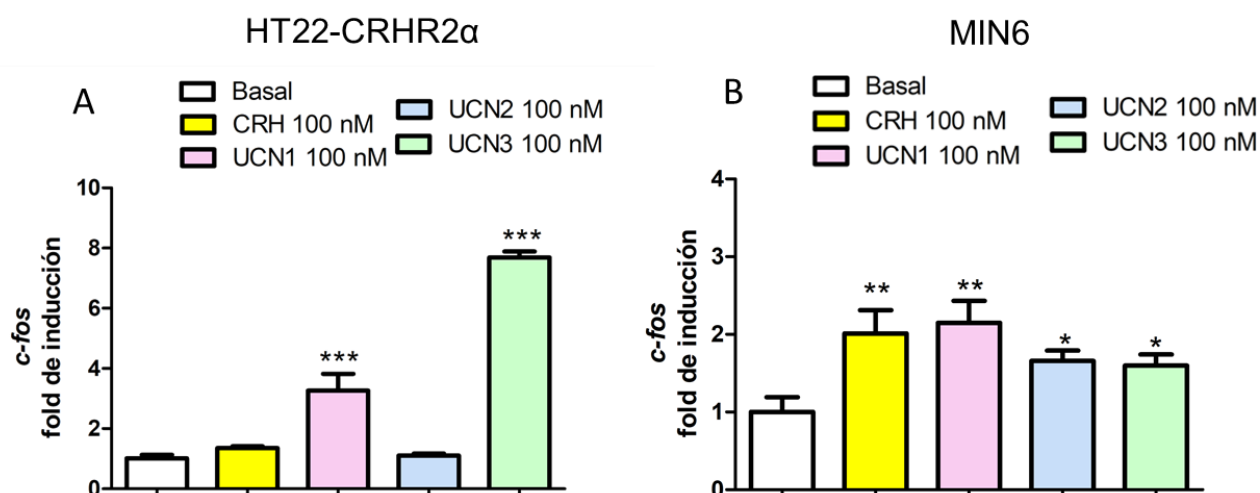 HT22-CRHR2α
A
Basal
CRH 100 nM
UCN1 100 nM
UCN2 100 nM
UCN3 100 nM
c-fos
fold de inducción
10
8
6
4
2
0
***
***
MIN6
B
Basal
CRH 100 nM
UCN1 100 nM
UCN2 100 nM
UCN3 100 nM
c-fos
fold de inducción
4
3
2
1
0
**
**
*
*